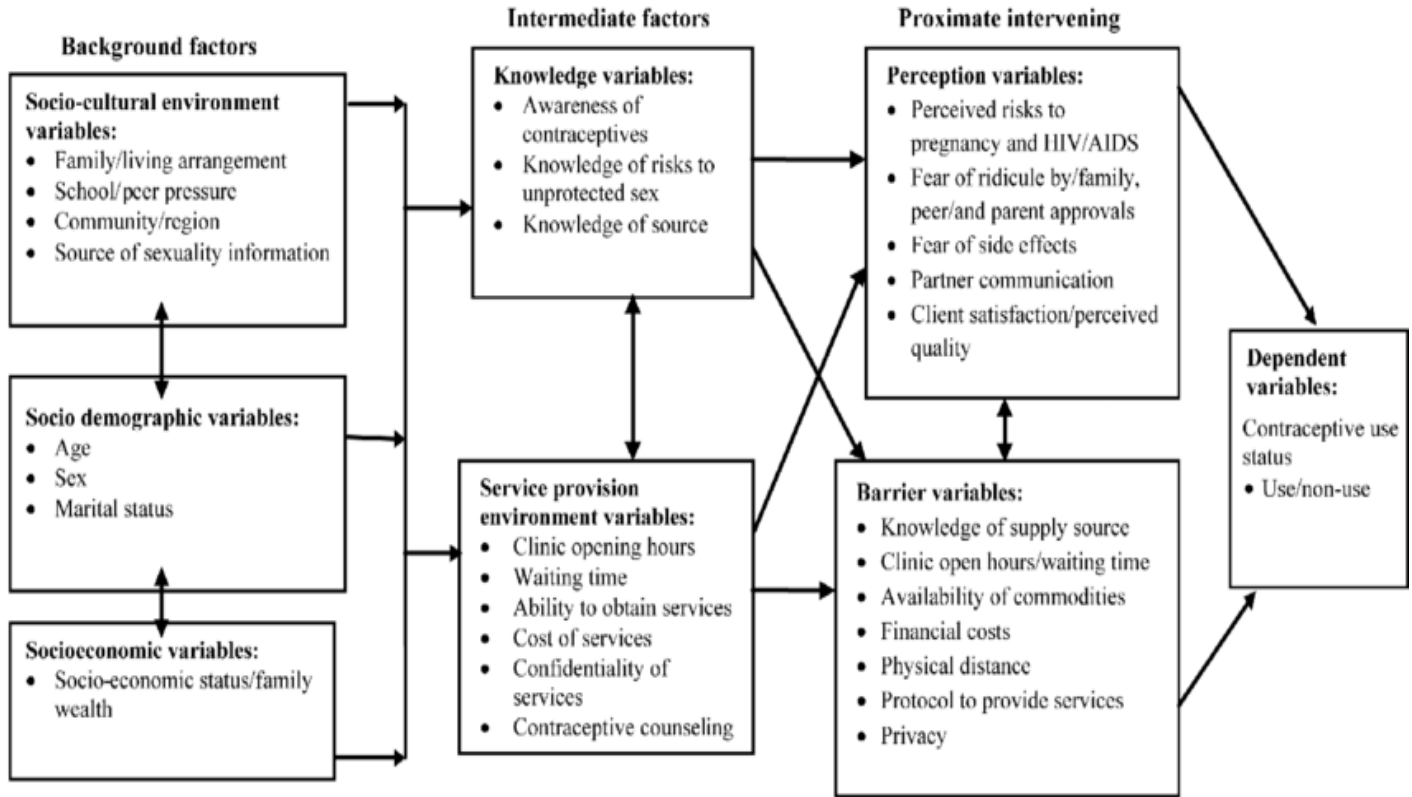 Background factors
Socio-cultural environment
variables:
• Family/living arrangement
• School/peer pressure
• Community/region
• Source of sexuality information
Socio demographic variables:
• Age
• Sex
• Marital status
Socioeconomic variables:
• Socio-economic status/family
wealth
Intermediate factors
Knowledge variables:
• Awareness of
contraceptives
• Knowledge of risks to
unprotected sex
• Knowledge of source
Service provision
environment variables:
• Clinic opening hours
• Waiting time
• Ability to obtain services
• Cost of services
• Confidentiality of
services
• Contraceptive counseling
Proximate intervening
Perception variables:
• Perceived risks to
pregnancy and HIV/AIDS
• Fear of ridicule by/family,
peer/and parent approvals
• Fear of side effects
• Partner communication
• Client satisfaction/perceived
quality
Barrier variables:
• Knowledge of supply source
• Clinic open hours/waiting time
• Availability of commodities
• Financial costs
• Physical distance
• Protocol to provide services
• Privacy
Dependent
variables:
Contraceptive use
status
• Use/non-use